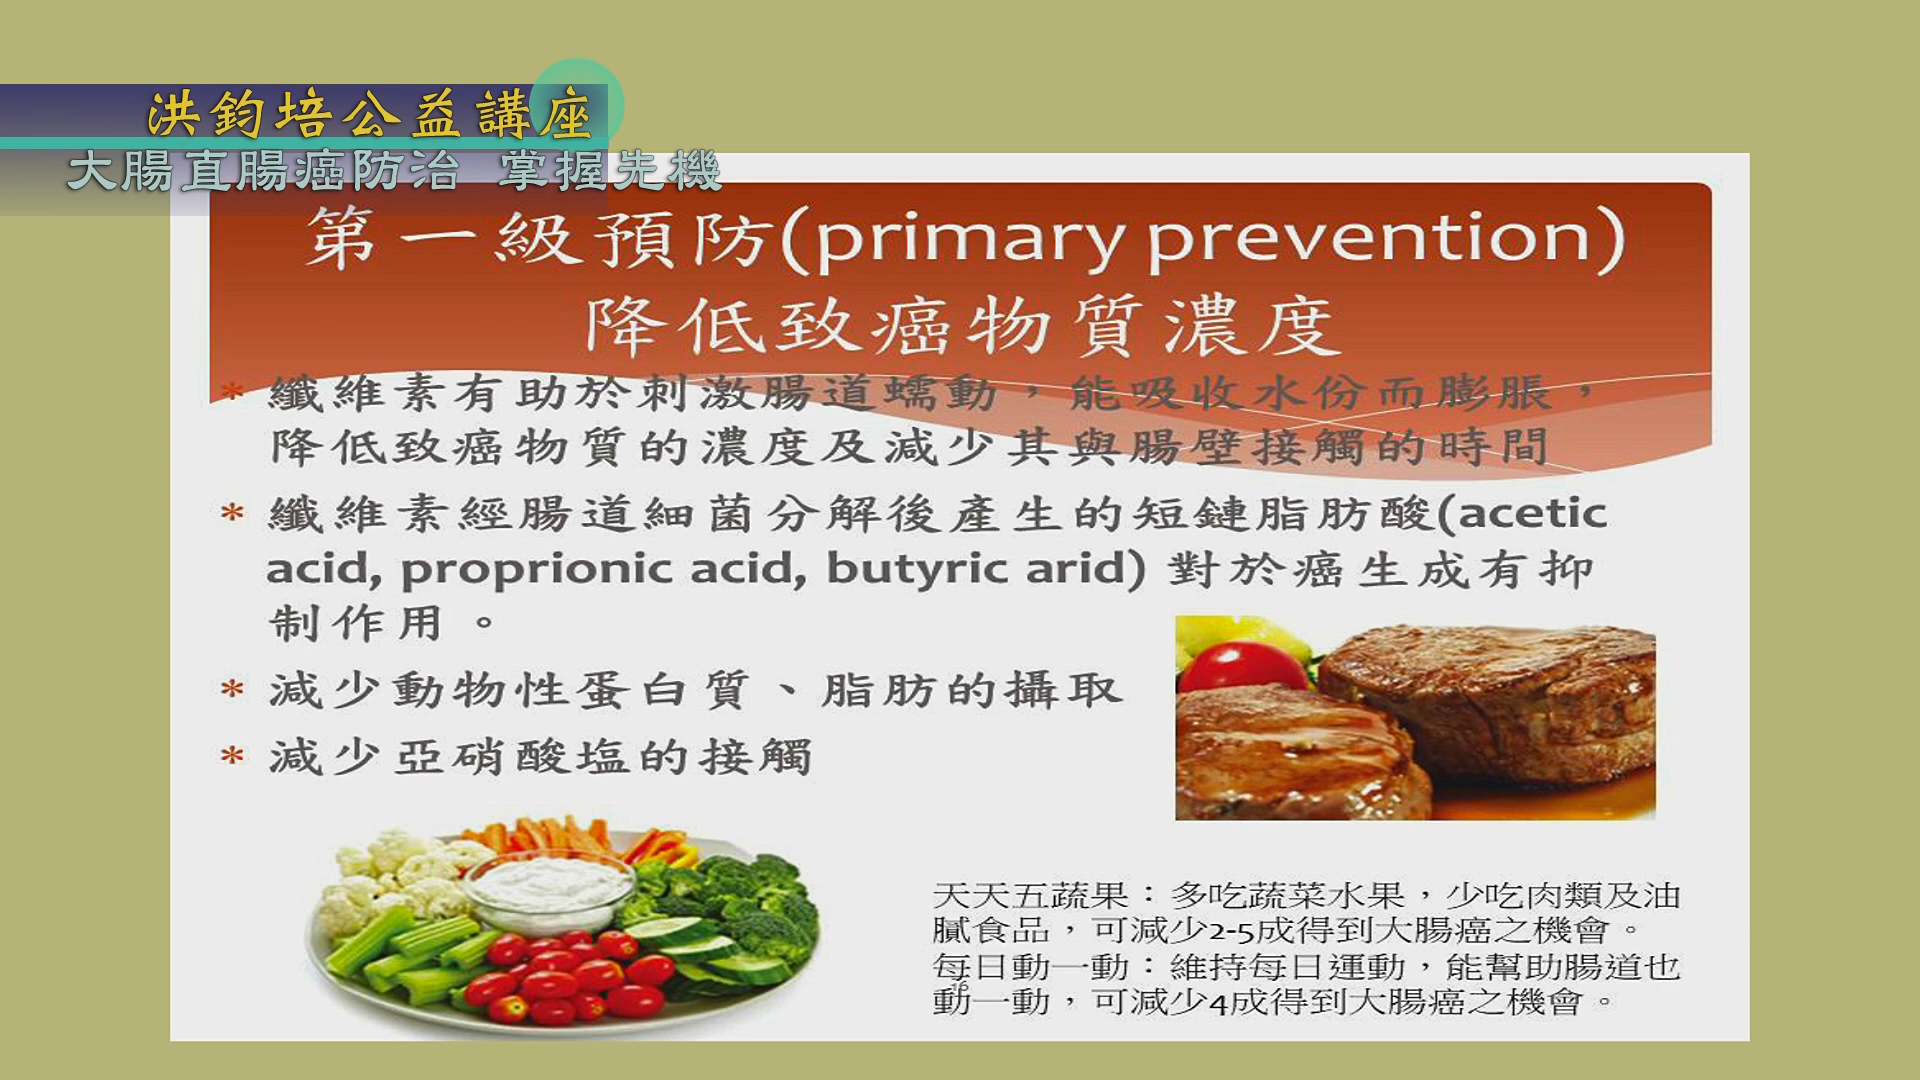 洪鈞培公益講座
大腸直腸癌防治 掌握先機
第一級預防(primary prevention)
降低致癌物質濃度
* 纖維素有助於刺激腸道蠕動，能吸收水份而膨脹，
降低致癌物質的濃度及減少其與腸壁接觸的時間
* 纖維素經腸道細菌分解後產生的短鏈脂肪酸(acetic
acid, proprionic acid, butyric arid) 對於癌生成有抑
制作用。
* 減少動物性蛋白質、脂肪的攝取
* 減少亞硝酸塩的接觸
天天五蔬果：多吃蔬菜水果，少吃肉類及油
膩食品，可減少2-5成得到大腸癌之機會。
每日動一動：維持每日運動，能幫助腸道也
動一動，可減少4成得到大腸癌之機會。
16